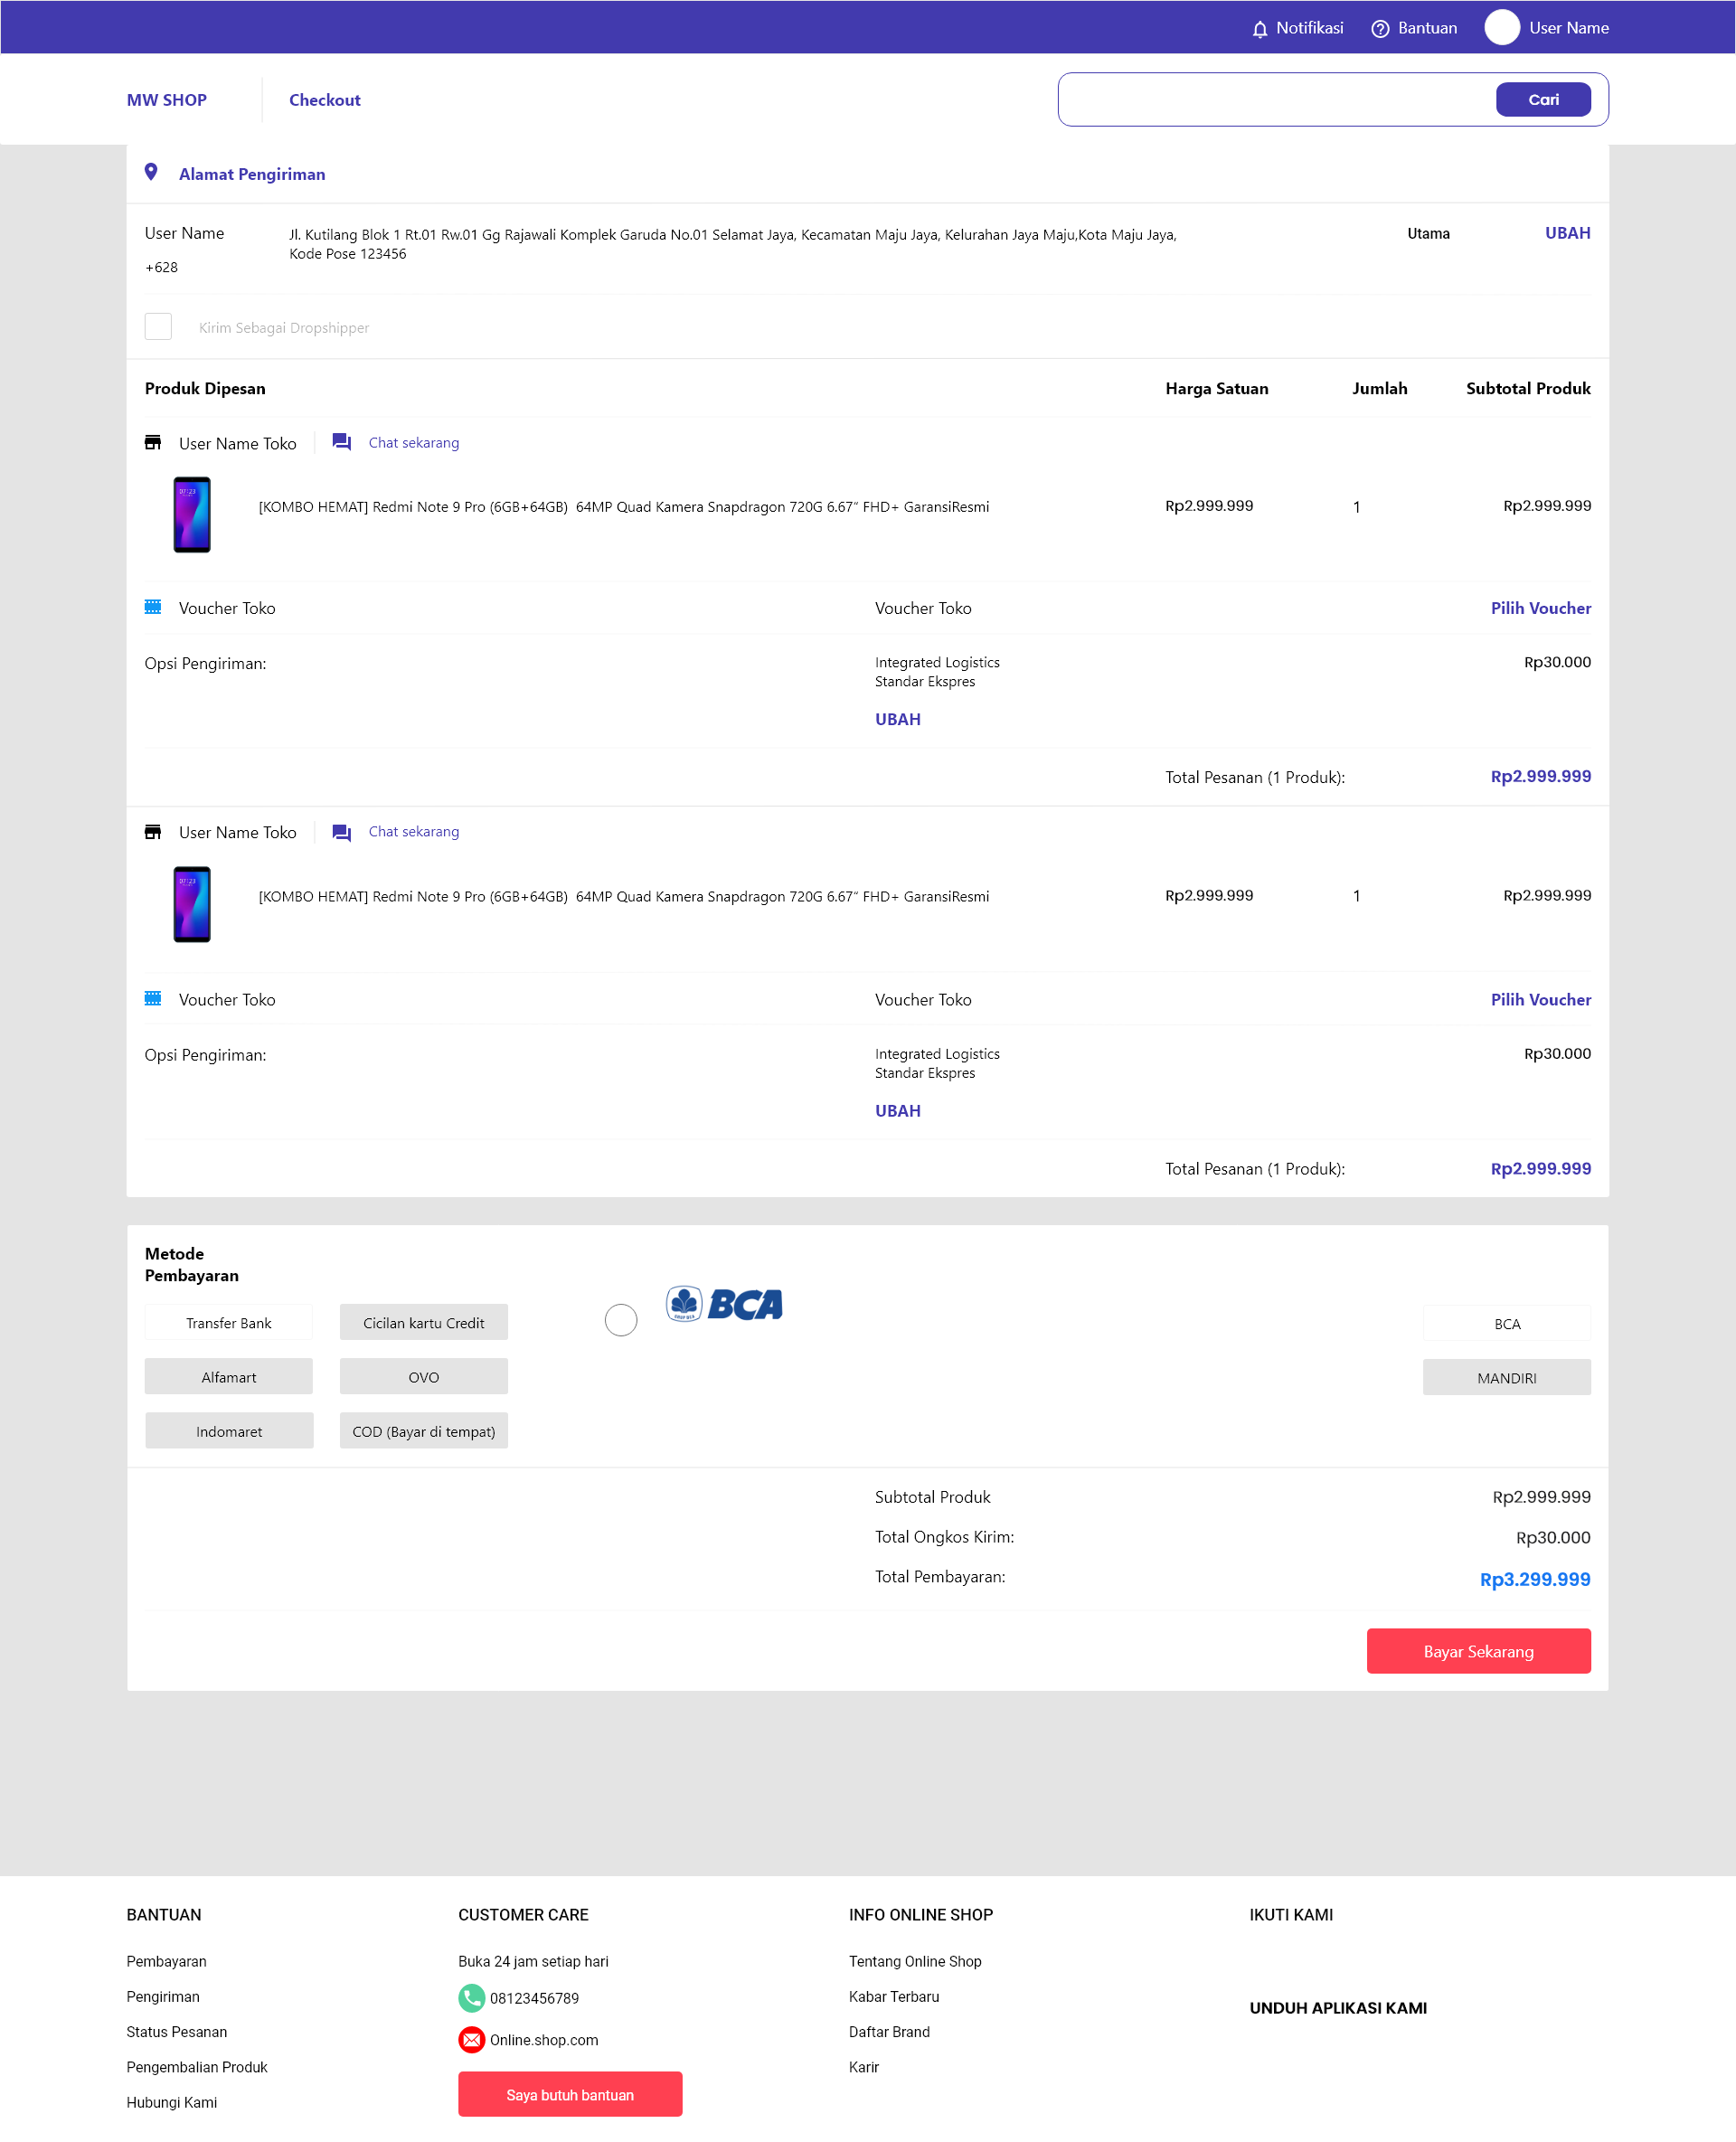 Notifikasi
Bantuan
User Name
MW SHOP
Checkout
Cari
Alamat Pengiriman
User Name
+628
Jl. Kutilang Blok 1 Rt.01 Rw.01 Gg Rajawali Komplek Garuda No.01 Selamat Jaya, Kecamatan Maju Jaya, Kelurahan Jaya Maju,Kota Maju Jaya,
Kode Pose 123456
Utama
UBAH
Kirim Sebagai Dropshipper
Produk Dipesan
Harga Satuan
Jumlah
Subtotal Produk
User Name Toko
Chat sekarang
07:23
[KOMBO HEMAT] Redmi Note 9 Pro (6GB+64GB)  64MP Quad Kamera Snapdragon 720G 6.67” FHD+ GaransiResmi
Rp2.999.999
1
Rp2.999.999
Voucher Toko
Voucher Toko
Pilih Voucher
Opsi Pengiriman:
Integrated Logistics
Standar Ekspres
UBAH
Rp30.000
Total Pesanan (1 Produk):
Rp2.999.999
User Name Toko
Chat sekarang
07:23
[KOMBO HEMAT] Redmi Note 9 Pro (6GB+64GB)  64MP Quad Kamera Snapdragon 720G 6.67” FHD+ GaransiResmi
Rp2.999.999
1
Rp2.999.999
Voucher Toko
Voucher Toko
Pilih Voucher
Opsi Pengiriman:
Integrated Logistics
Standar Ekspres
UBAH
Rp30.000
Total Pesanan (1 Produk):
Rp2.999.999
Metode
Pembayaran
Transfer Bank
Cicilan kartu Credit
Alfamart
OVO
Indomaret
COD (Bayar di tempat)
BCA
BCA
MANDIRI
Subtotal Produk
Rp2.999.999
Total Ongkos Kirim:
Rp30.000
Total Pembayaran:
Rp3.299.999
Bayar Sekarang
BANTUAN
Pembayaran
Pengiriman
Status Pesanan
Pengembalian Produk
Hubungi Kami
CUSTOMER CARE
Buka 24 jam setiap hari
08123456789
Online.shop.com
Saya butuh bantuan
INFO ONLINE SHOP
Tentang Online Shop
Kabar Terbaru
Daftar Brand
Karir
IKUTI KAMI
UNDUH APLIKASI KAMI